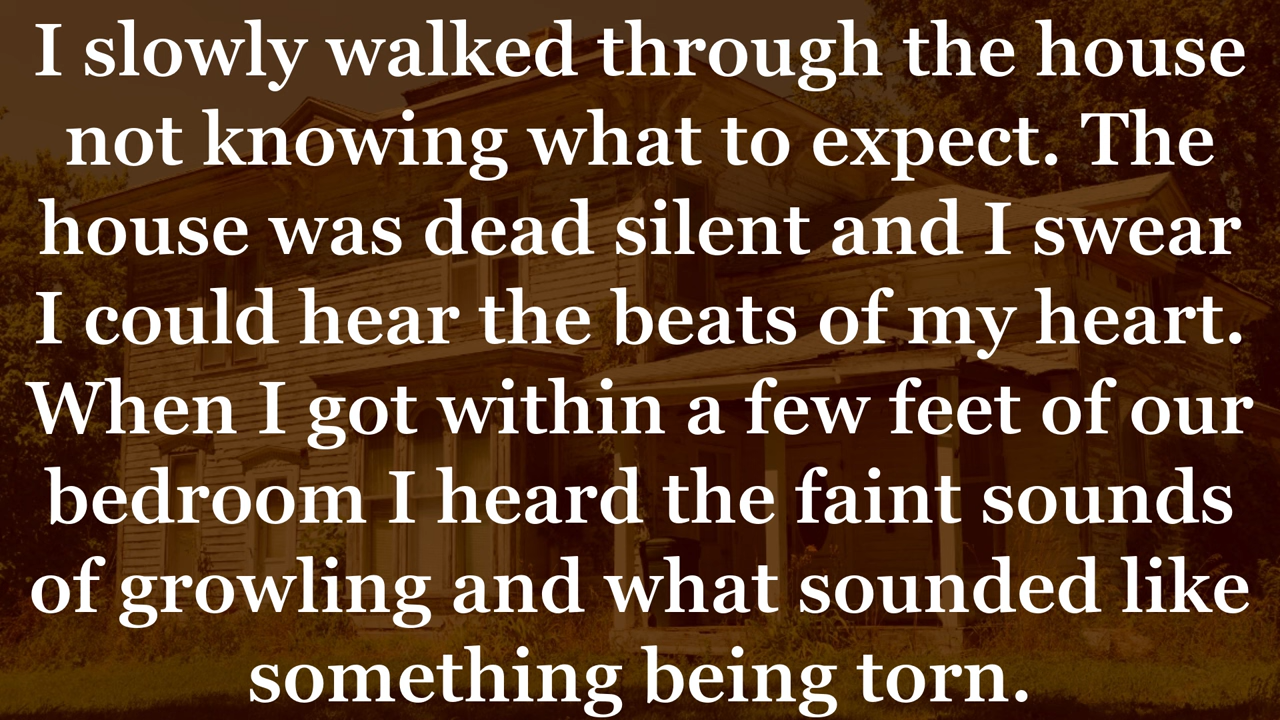 I slowly walked through the house
not knowing what to expect. The
house was dead silent and I swear
I could hear the beats of my heart.
When I got within a few feet of our
bedroom I heard the faint sounds
of growling and what sounded like
something being torn.